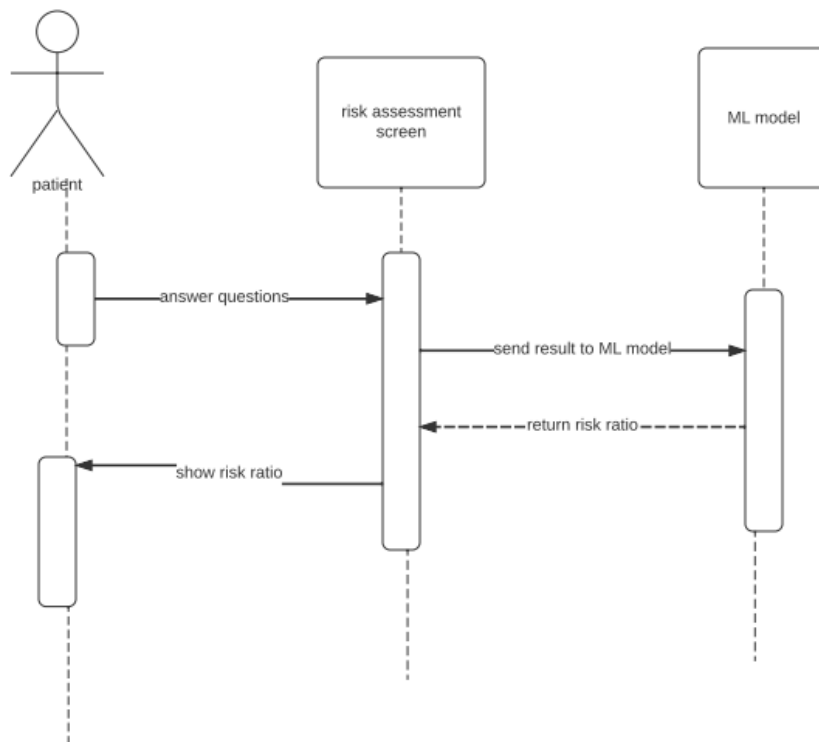 risk assessment
screen
ML model
patient
answer questions
send result to ML model
return risk ratio
show risk ratio